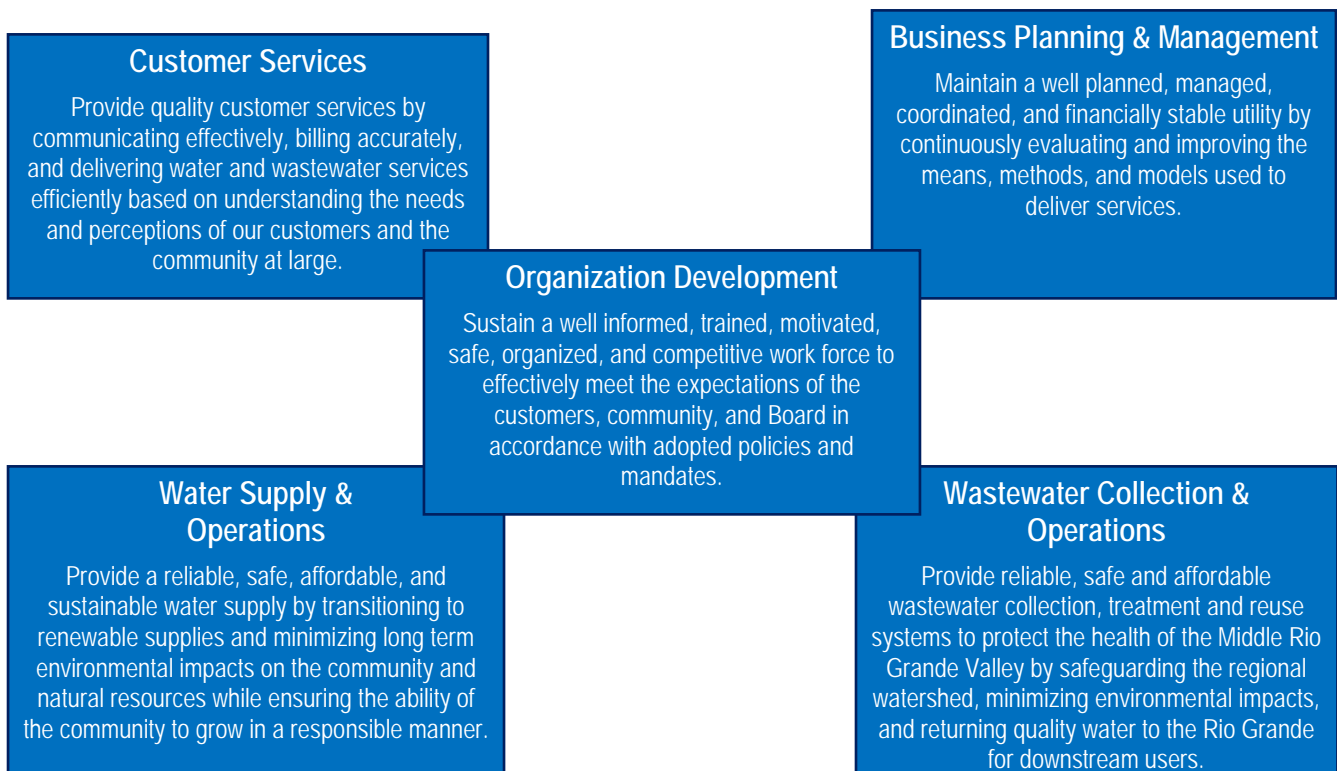 Customer Services
Provide quality customer services by
communicating effectively, billing accurately,
and delivering water and wastewater services
efficiently based on understanding the needs
and perceptions of our customers and the
community at large.
Business Planning & Management
Maintain a well planned, managed,
coordinated, and financially stable utility by
continuously evaluating and improving the
means, methods, and models used to
deliver services.
Organization Development
Sustain a well informed, trained, motivated,
safe, organized, and competitive work force to
effectively meet the expectations of the
customers, community, and Board in
accordance with adopted policies and
mandates.
Water Supply &
Operations
Provide a reliable, safe, affordable, and
sustainable water supply by transitioning to
renewable supplies and minimizing long term
environmental impacts on the community and
natural resources while ensuring the ability of
the community to grow in a responsible manner.
Wastewater Collection &
Operations
Provide reliable, safe and affordable
wastewater collection, treatment and reuse
systems to protect the health of the Middle Rio
Grande Valley by safeguarding the regional
watershed, minimizing environmental impacts,
and returning quality water to the Rio Grande
for downstream users.